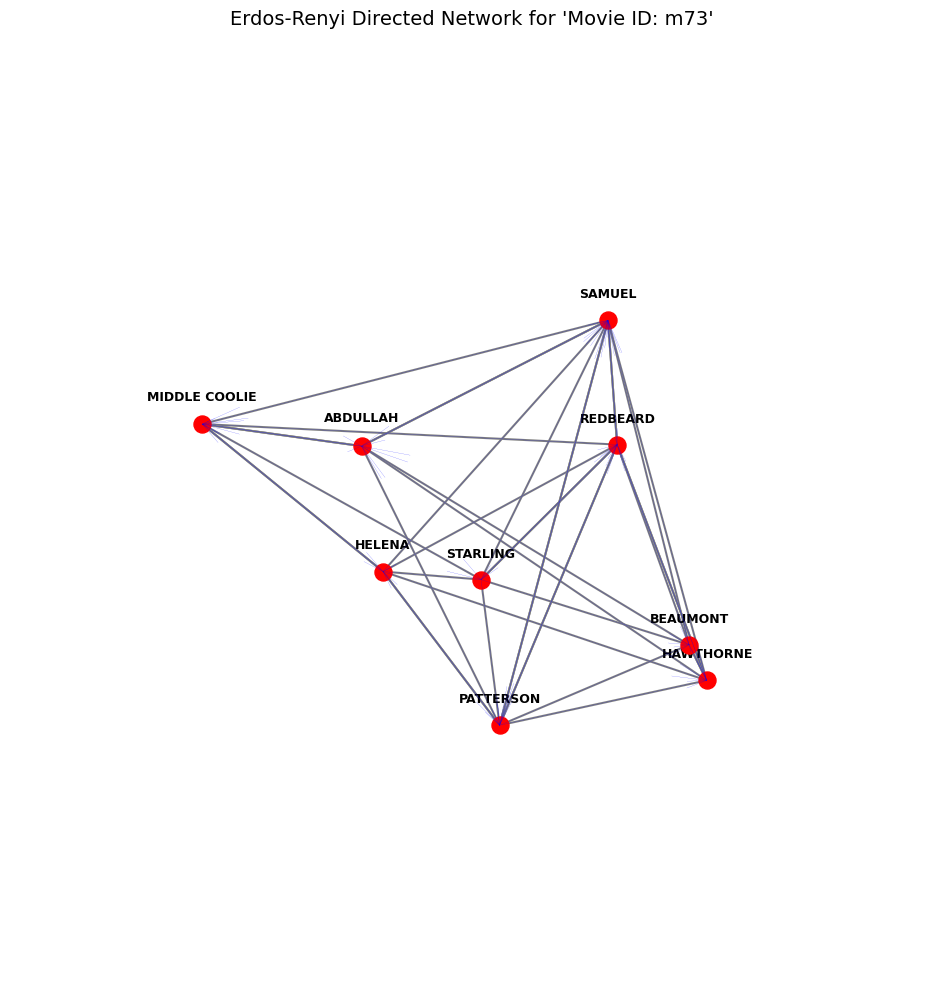 Erdos-Renyi Directed Network for 'Movie ID: m73'
SAMUEL
MIDDLE COOLIE
ABDULLAH
REDBEARD
HELENA
STARLING
BEAUMONT
HAWTHORNE
PATTERSON